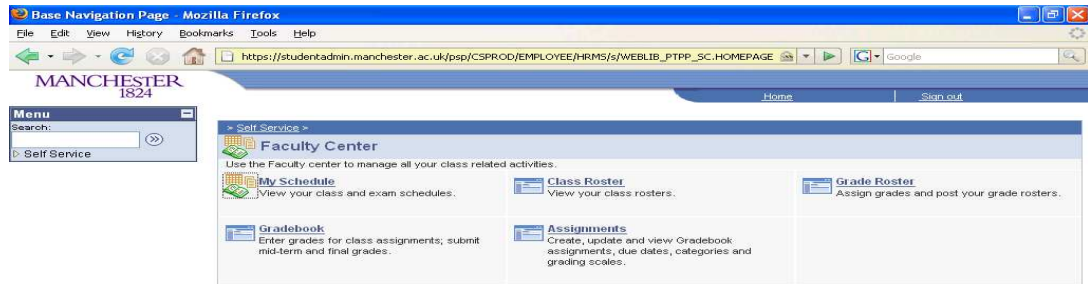 Base Navigation Page - Mozilla Firefox
File Edit View History Bookmarks Tools Help
https://studentadmin.manchester.ac.uk/psp/CSPROD/EMPLOYEE/HRMS/s/WEBLIB_PTPP_SC.HOMEPAGE
G Google
MANCHESTER
1824
Home | Sign out
Menu
Search:
Self Service
> Self Service >
Faculty Center
Use the Faculty center to manage all your class related activities.
My Schedule
View your class and exam schedules.
Class Roster
View your class rosters.
Grade Roster
Assign grades and post your grade rosters.
Gradebook
Enter grades for class assignments; submit
mid-term and final grades.
Assignments
Create, update and view Gradebook
assignments, due dates, categories and
grading scales.